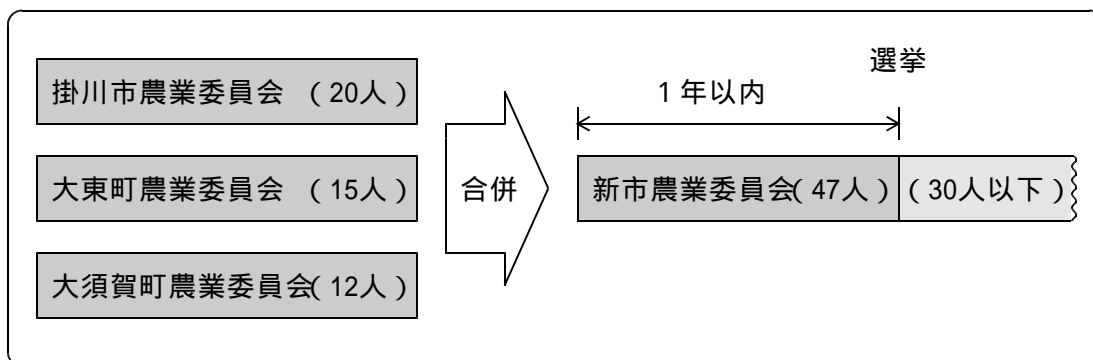 掛川市農業委員会 （20人）
大東町農業委員会 （15人）
大須賀町農業委員会（12人）
合併
選挙
１年以内
新市農業委員会（47人）
（30人以下）